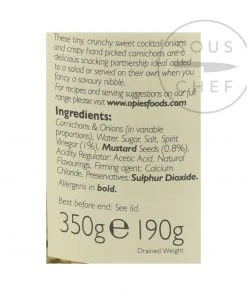 These tiny, crunchy sweet cocktail onions
and crispy hand picked cornichons are a
delicious snacking partnership ideal added
to a salad or served on their own when you
fancy a savoury nibble.
For recipes and serving suggestions our full
range please visit www.opiesfoods.com
OUS
CHEF
Ingredients:
Cornichons & Onions (in variable
proportions), Water, Sugar, Salt, Spirit
Vinegar (1%), Mustard Seeds (0.8%),
Acidity Regulator: Acetic Acid, Natural
Flavourings, Firming agent: Calcium
Chloride, Preservatives: Sulphur Dioxide.
Allergens in bold.
Best before end: See lid.
350g e 190g
Drained Weight